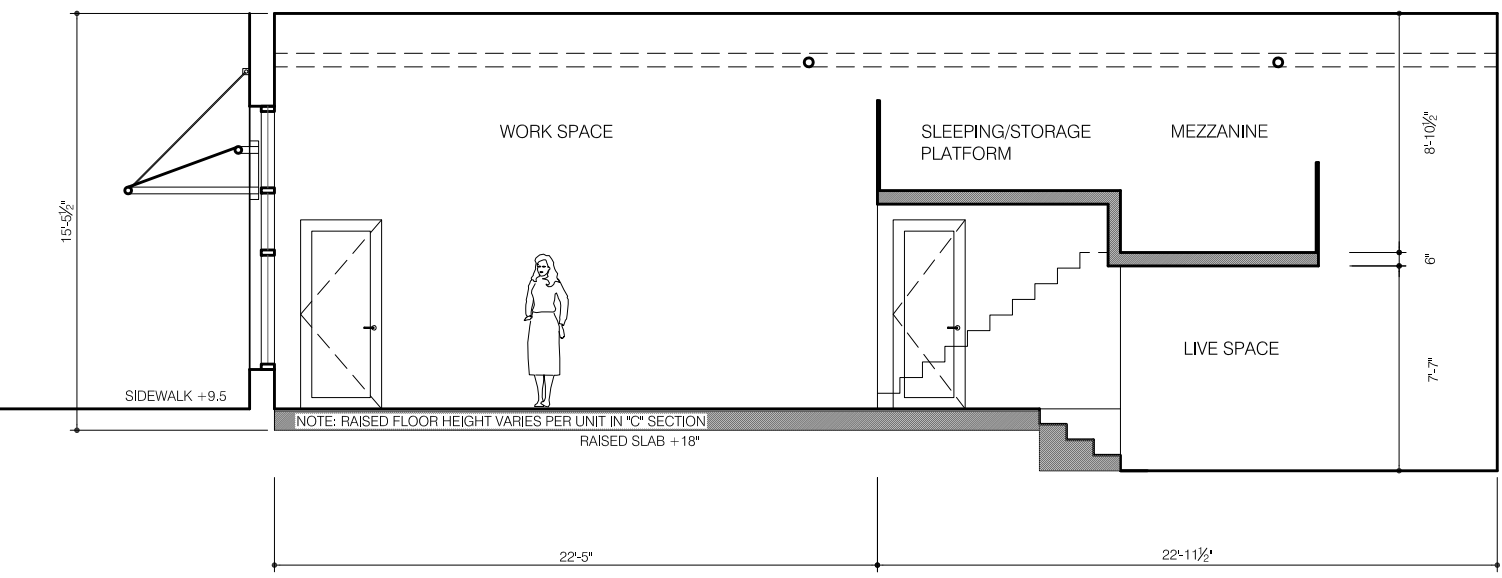 WORK SPACE
SLEEPING/STORAGE
PLATFORM
MEZZANINE
8'-10½"
15'-5½"
6"
LIVE SPACE
7'-7"
SIDEWALK +9.5
NOTE: RAISED FLOOR HEIGHT VARIES PER UNIT IN "C" SECTION
RAISED SLAB +18"
22'-5"
22'-11½'